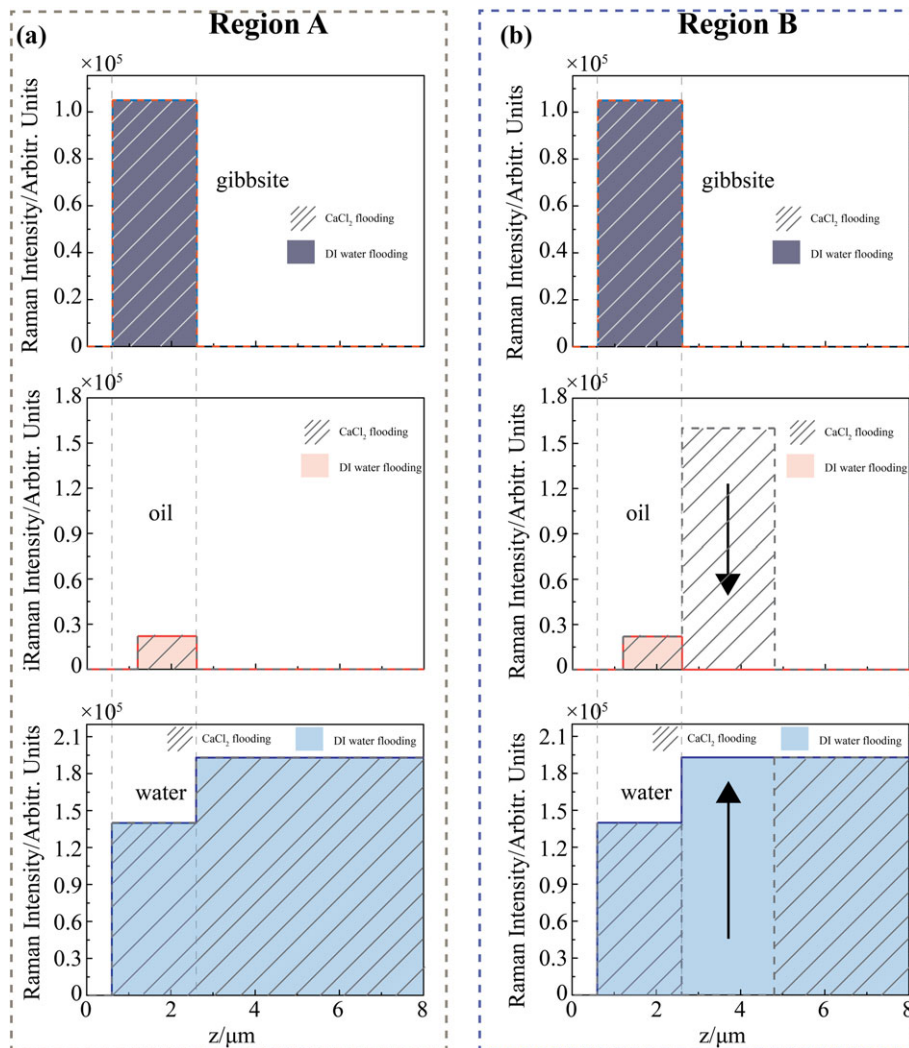 (a) Region A
×10⁵
Raman Intensity/Arbitr. Units
1.0
0.8
0.6
0.4
0.2
0
gibbsite
CaCl₂ flooding
DI water flooding
×10⁵
iRaman Intensity/Arbitr. Units
1.8
1.5
1.2
0.9
0.6
0.3
0
oil
CaCl₂ flooding
DI water flooding
×10⁵
Raman Intensity/Arbitr. Units
2.1
1.8
1.5
1.2
0.9
0.6
0.3
0
CaCl₂ flooding DI water flooding
water
0 2 4 6 8
z/μm
(b) Region B
×10⁵
Raman Intensity/Arbitr. Units
1.0
0.8
0.6
0.4
0.2
0
gibbsite
CaCl₂ flooding
DI water flooding
×10⁵
Raman Intensity/Arbitr. Units
1.8
1.5
1.2
0.9
0.6
0.3
0
oil
CaCl₂ flooding
DI water flooding
×10⁵
Raman Intensity/Arbitr. Units
2.1
1.8
1.5
1.2
0.9
0.6
0.3
0
CaCl₂ flooding DI water flooding
water
0 2 4 6 8
z/μm